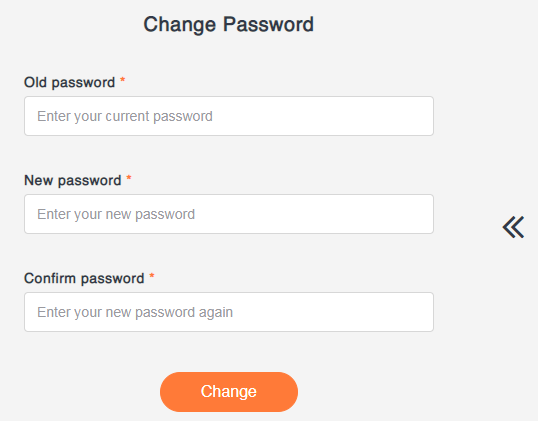 Change Password
Old password *
Enter your current password
New password *
Enter your new password
Confirm password *
Enter your new password again
Change